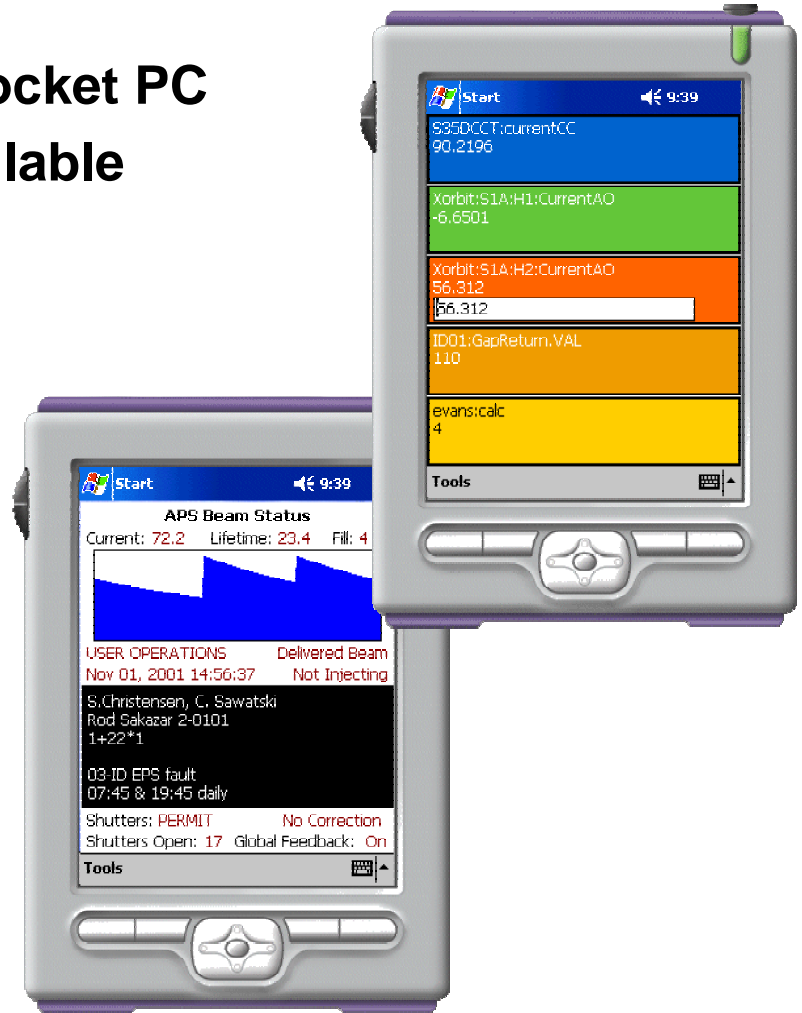 ocket PC
lable
Start 9:39
S35DCCT:currentCC
90.2196
Xorbit:S1A:H1:CurrentAO
-6.6501
Xorbit:S1A:H2:CurrentAO
56.312
56.312
ID01:GapReturn.VAL
110
evans:calc
4
Tools
Start 9:39
APS Beam Status
Current: 72.2 Lifetime: 23.4 Fill: 4
USER OPERATIONS Delivered Beam
Nov 01, 2001 14:56:37 Not Injecting
S.Christensen, C. Sawatski
Rod Sakazar 2-0101
1+22*1
03-ID EPS fault
07:45 & 19:45 daily
Shutters: PERMIT No Correction
Shutters Open: 17 Global Feedback: On
Tools